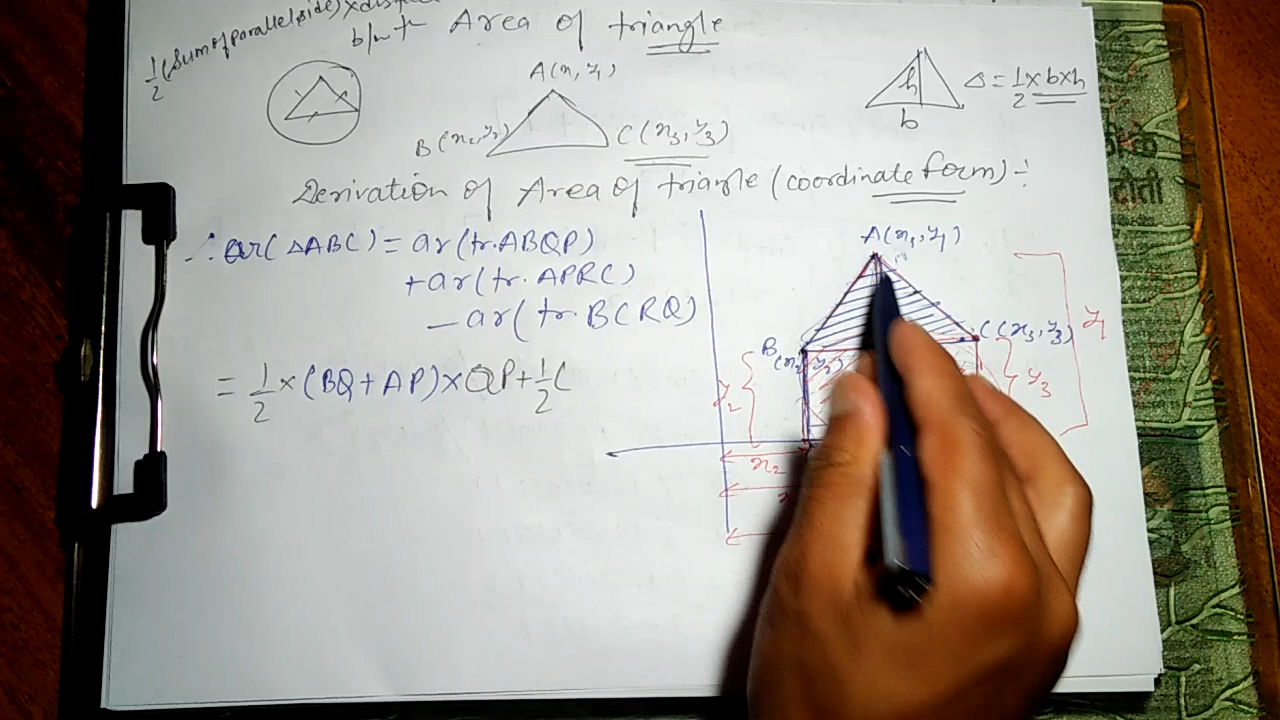 1/2 (Sum of parallel side) x
b/w
Area of triangle
A(x, y₁)
B(x₂, y₂)
C(x₃, y₃)
h
b
Δ = 1/2 × b × h
Derivation of Area of triangle (coordinate form) :-
∴ ar(ΔABC) = ar(tr. ABQP)
+ ar(tr. APRC)
- ar(tr. BCRQ)
= 1/2 × (BQ + AP) × QP + 1/2 (
A(x₁, y₁)
B(x₂, y₂)
C(x₃, y₃)
y₁
y₂
y₃
x₂